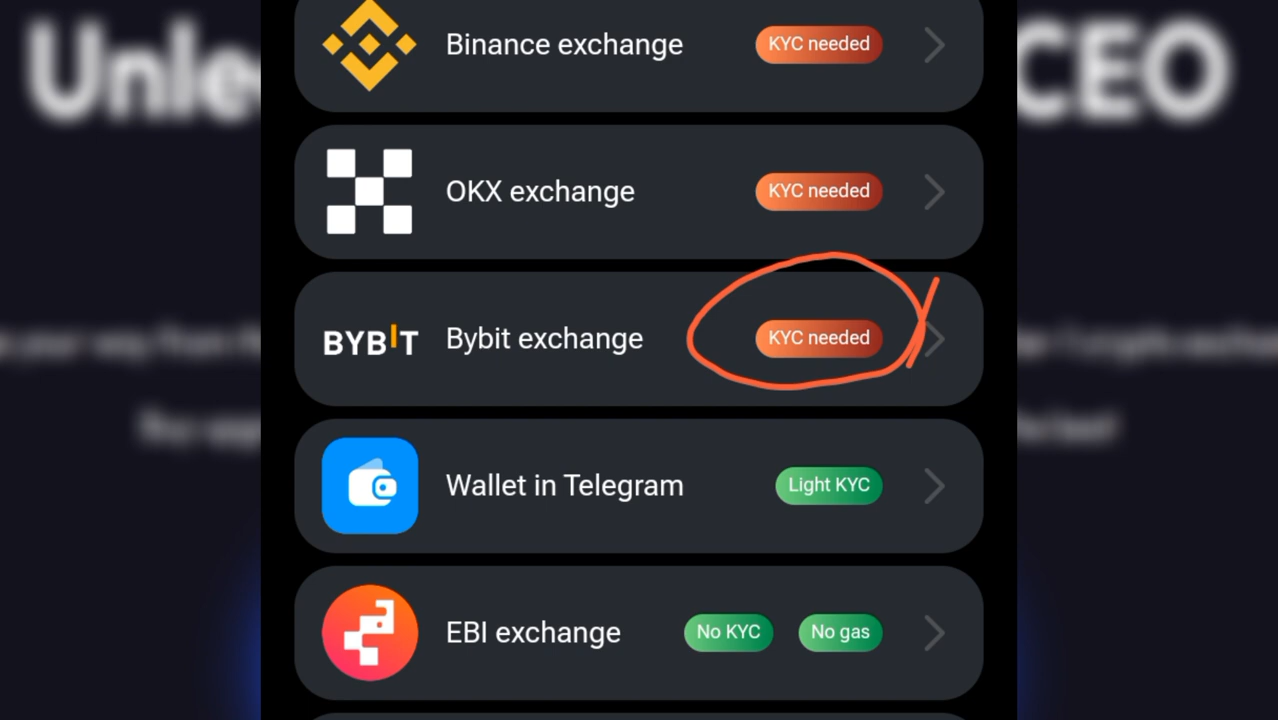 Binance exchange KYC needed
OKX exchange KYC needed
BYBIT Bybit exchange KYC needed
Wallet in Telegram Light KYC
EBI exchange No KYC No gas
CEO